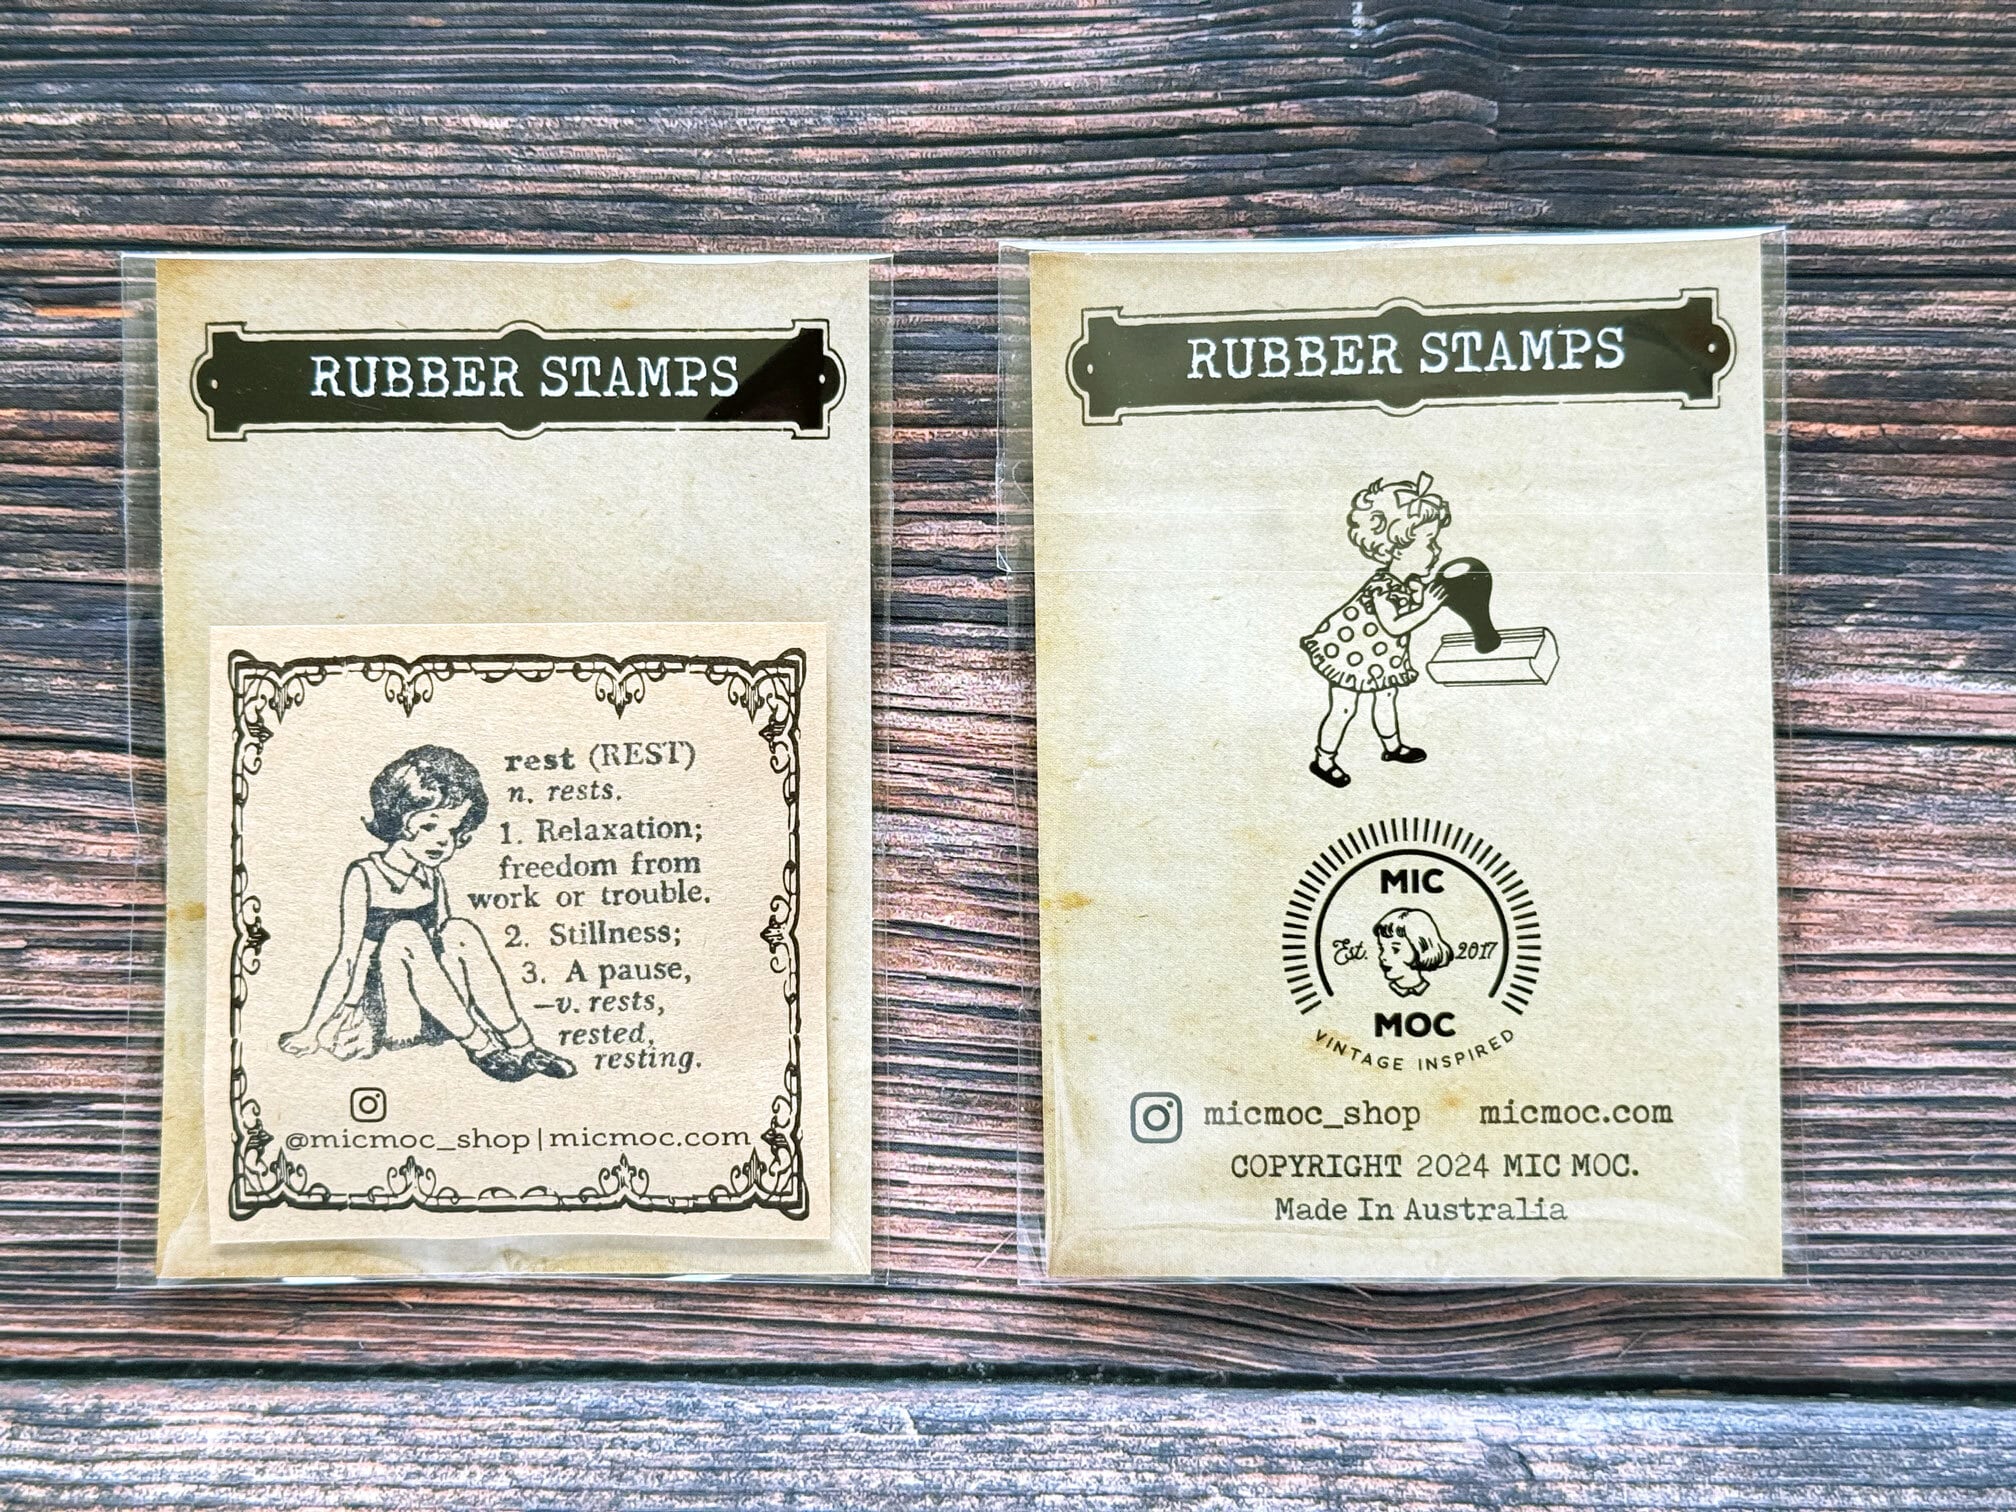 RUBBER STAMPS
rest (REST)
n. rests.
1. Relaxation;
freedom from
work or trouble.
2. Stillness;
3. A pause,
–v. rests,
rested,
resting.
@micmoc_shop|micmoc.com
RUBBER STAMPS
MIC
Est. 2017
MOC
VINTAGE INSPIRED
micmoc_shop micmoc.com
COPYRIGHT 2024 MIC MOC.
Made In Australia